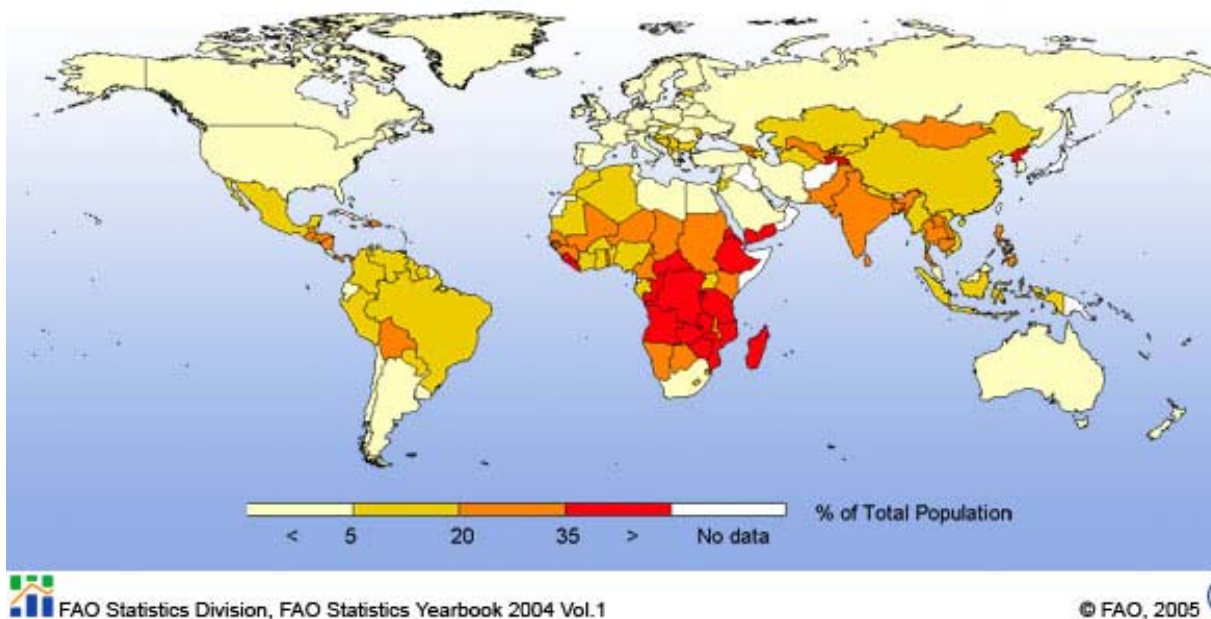 % of Total Population
< 5 20 35 > No data
FAO Statistics Division, FAO Statistics Yearbook 2004 Vol.1
© FAO, 2005